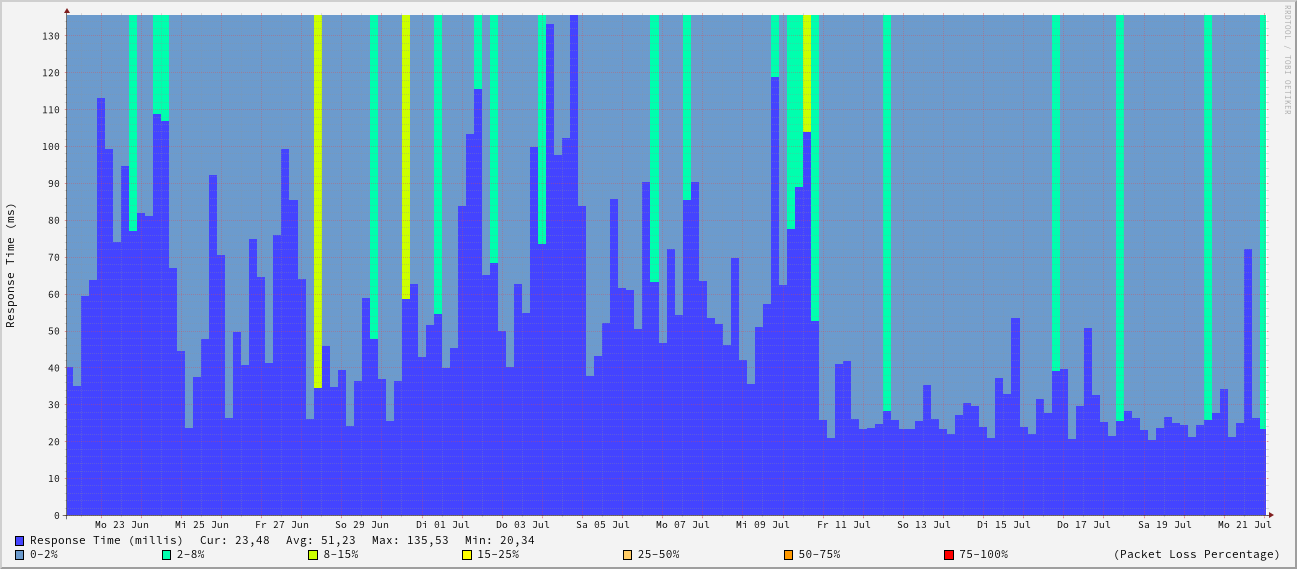 RRDTOOL / TOBI OETIKER
Response Time (ms)
130
120
110
100
90
80
70
60
50
40
30
20
10
0
Mo 23 Jun Mi 25 Jun Fr 27 Jun So 29 Jun Di 01 Jul Do 03 Jul Sa 05 Jul Mo 07 Jul Mi 09 Jul Fr 11 Jul So 13 Jul Di 15 Jul Do 17 Jul Sa 19 Jul Mo 21 Jul
Response Time (millis) Cur: 23,48 Avg: 51,23 Max: 135,53 Min: 20,34
0-2% 2-8% 8-15% 15-25% 25-50% 50-75% 75-100% (Packet Loss Percentage)